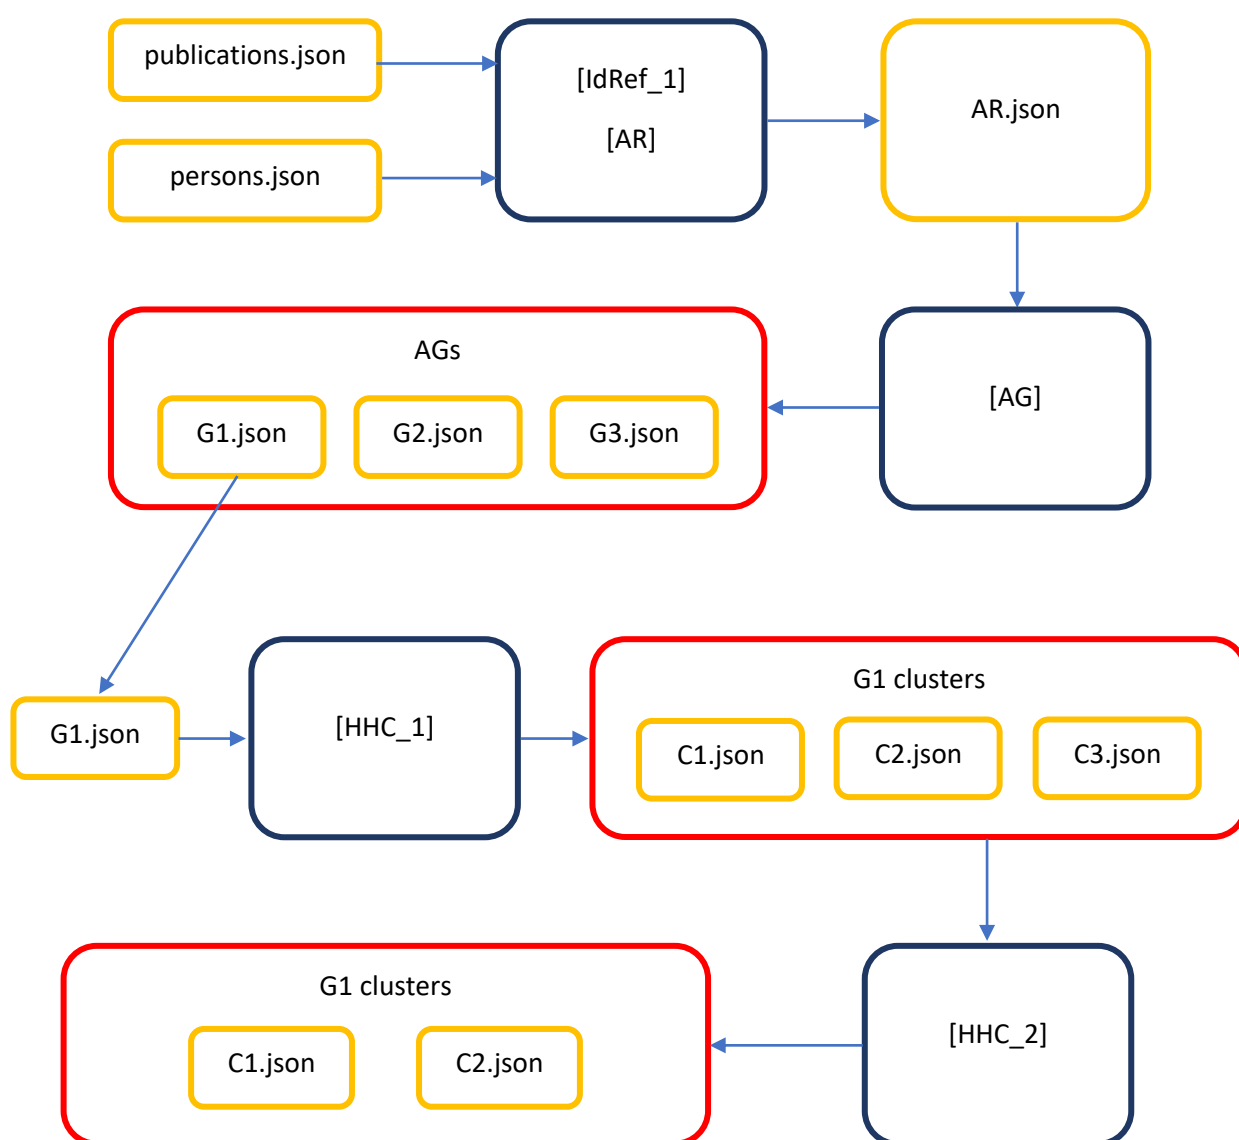 publications.json
persons.json
[IdRef_1]
[AR]
AR.json
AGs
G1.json
G2.json
G3.json
[AG]
G1.json
[HHC_1]
G1 clusters
C1.json
C2.json
C3.json
G1 clusters
C1.json
C2.json
[HHC_2]